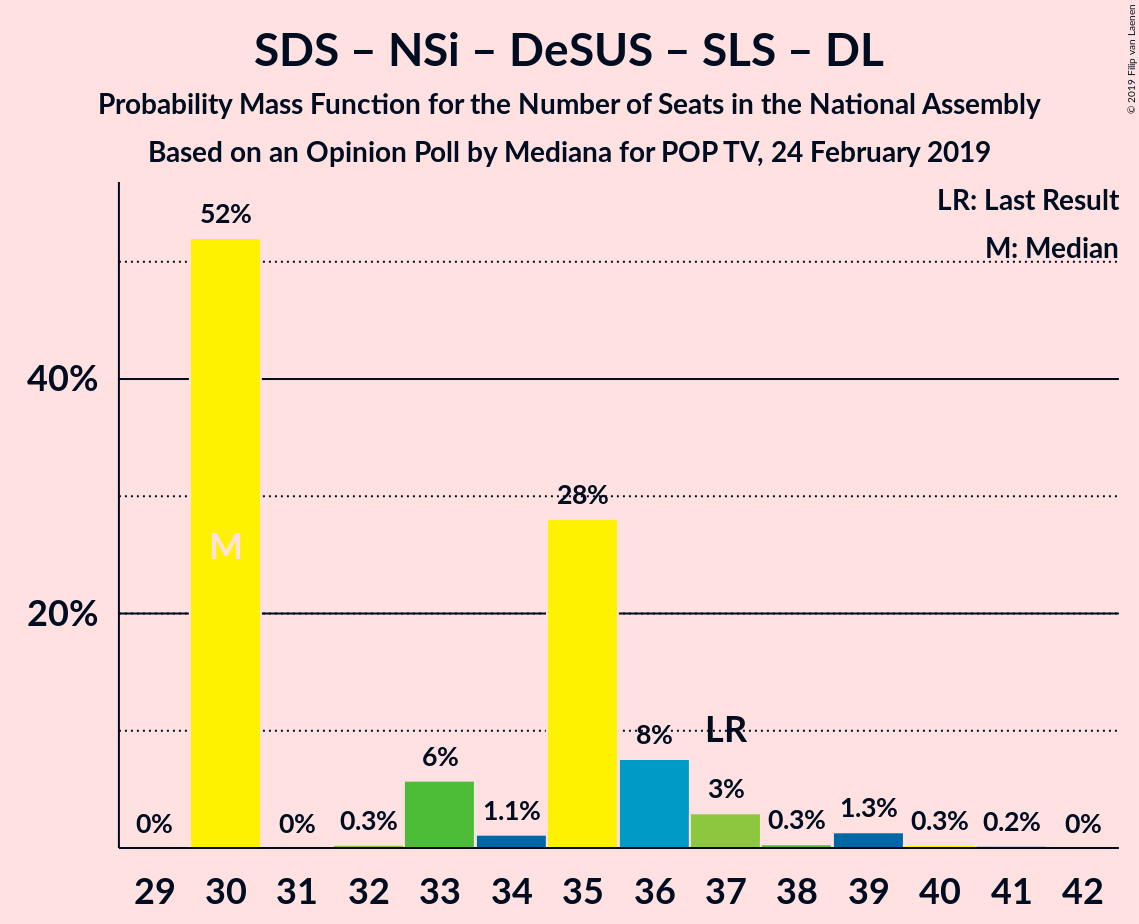 SDS – NSi – DeSUS – SLS – DL
Probability Mass Function for the Number of Seats in the National Assembly
Based on an Opinion Poll by Mediana for POP TV, 24 February 2019
© 2019 Filip van Laenen
LR: Last Result
M: Median
40%
20%
0%
52%
M
0%
0.3%
6%
1.1%
28%
8%
LR
3%
0.3%
1.3%
0.3%
0.2%
0%
29 30 31 32 33 34 35 36 37 38 39 40 41 42